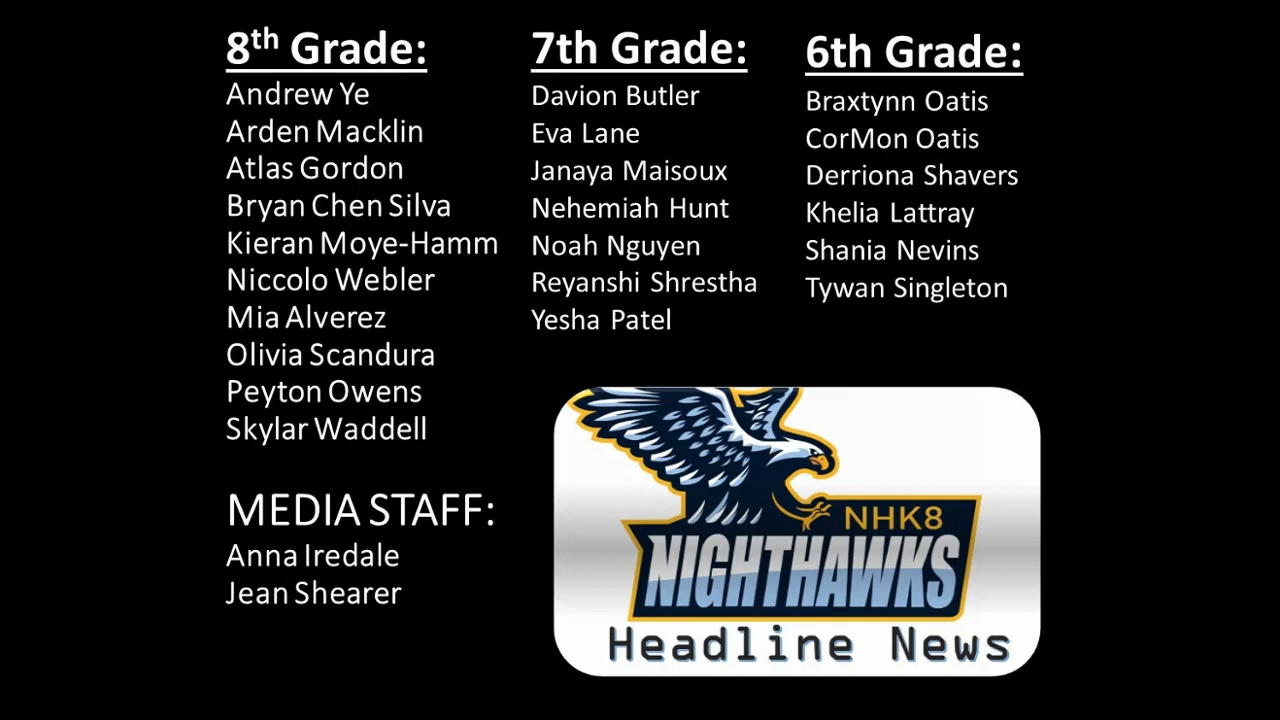 8th Grade:
Andrew Ye
Arden Macklin
Atlas Gordon
Bryan Chen Silva
Kieran Moye-Hamm
Niccolo Webler
Mia Alverez
Olivia Scandura
Peyton Owens
Skylar Waddell
MEDIA STAFF:
Anna Iredale
Jean Shearer
7th Grade:
Davion Butler
Eva Lane
Janaya Maisoux
Nehemiah Hunt
Noah Nguyen
Reyanshi Shrestha
Yesha Patel
6th Grade:
Braxtynn Oatis
CorMon Oatis
Derriona Shavers
Khelia Lattray
Shania Nevins
Tywan Singleton
NHK8
NIGHTHAWKS
Headline News